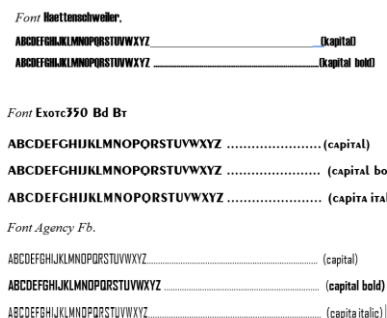 Font Haettenschweiler.
ABCDEFGHIJKLMNOPQRSTUVWXYZ (kapital)
ABCDEFGHIJKLMNOPQRSTUVWXYZ (kapital bold)
Font Exotc350 Bd Bt
ABCDEFGHIJKLMNOPQRSTUVWXYZ ....................... (capital)
ABCDEFGHIJKLMNOPQRSTUVWXYZ ....................... (capital bo
ABCDEFGHIJKLMNOPQRSTUVWXYZ ....................... (capita ital
Font Agency Fb.
ABCDEFGHIJKLMNOPQRSTUVWXYZ....................... (capital)
ABCDEFGHIJKLMNOPQRSTUVWXYZ ....................... (capital bold)
ABCDEFGHIJKLMNOPQRSTUVWXYZ ....................... (capita italic)